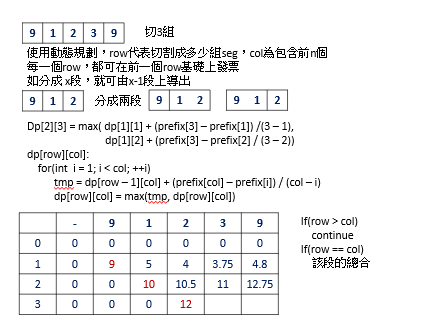 9 1 2 3 9 切3組
使用動態規劃，row代表切割成多少組seg，col為包含前n個
每一個row，都可在前一個row基礎上發票
如分成 x段，就可由x-1段上導出
9 1 2 分成兩段 9 1 2 9 1 2
Dp[2][3] = max( dp[1][1] + (prefix[3] – prefix[1]) /(3 – 1),
dp[1][2] + (prefix[3] – prefix[2] / (3 – 2))
dp[row][col]:
for(int i = 1; i < col; ++i)
tmp = dp[row – 1][col] + (prefix[col] – prefix[i]) / (col – i)
dp[row][col] = max(tmp, dp[row][col])
- 9 1 2 3 9
0 0 0 0 0 0 0
1 0 9 5 4 3.75 4.8
2 0 0 10 10.5 11 12.75
3 0 0 0 12
If(row > col)
continue
If(row == col)
該段的總合